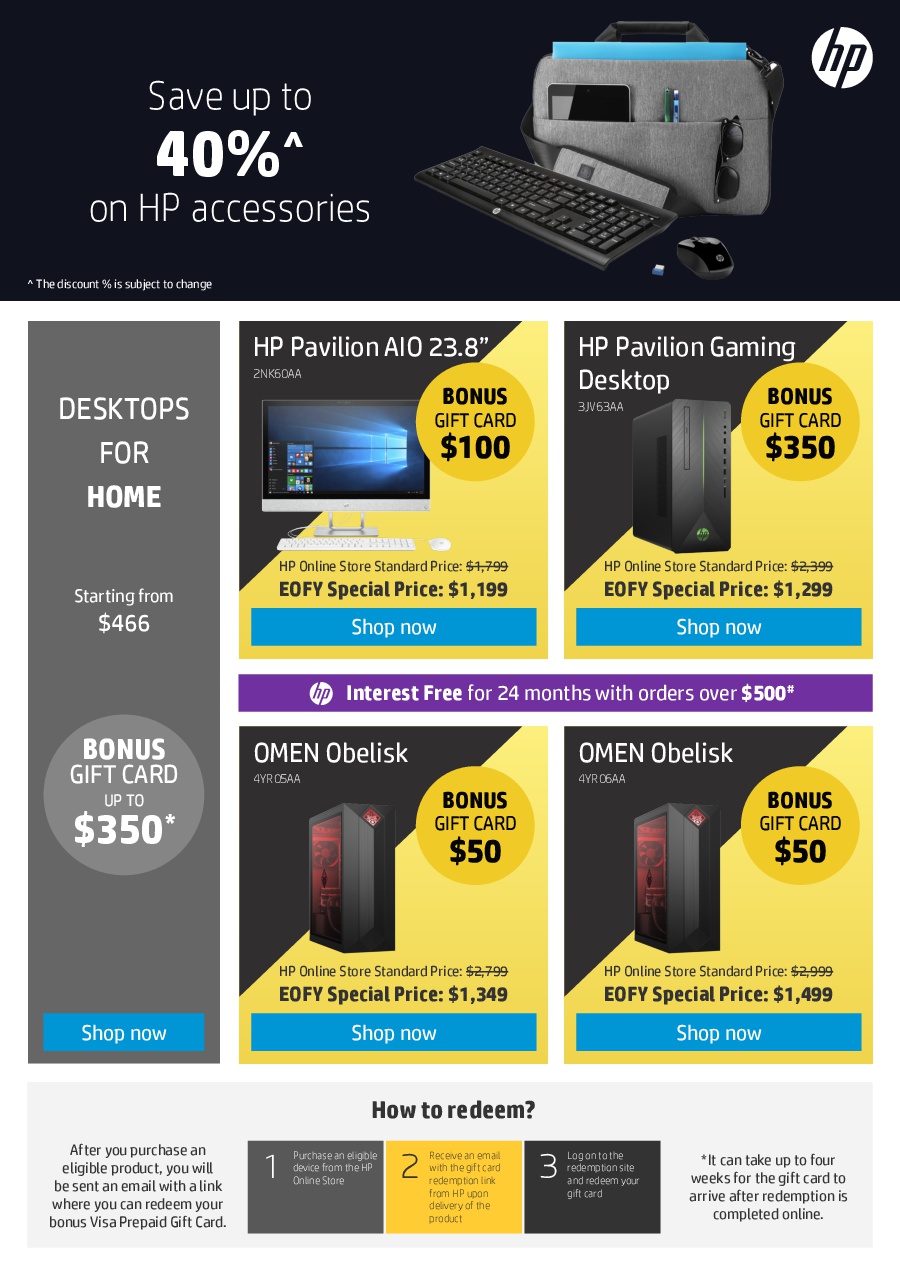 hp
Save up to
40%^
on HP accessories
^ The discount % is subject to change
DESKTOPS
FOR
HOME
Starting from
$466
BONUS
GIFT CARD
UP TO
$350*
Shop now
HP Pavilion AIO 23.8”
2NK60AA
BONUS
GIFT CARD
$100
HP Online Store Standard Price: $1,799
EOFY Special Price: $1,199
Shop now
HP Pavilion Gaming
Desktop
3JV63AA
BONUS
GIFT CARD
$350
HP Online Store Standard Price: $2,399
EOFY Special Price: $1,299
Shop now
hp Interest Free for 24 months with orders over $500#
OMEN Obelisk
4YR05AA
BONUS
GIFT CARD
$50
HP Online Store Standard Price: $2,799
EOFY Special Price: $1,349
Shop now
OMEN Obelisk
4YR06AA
BONUS
GIFT CARD
$50
HP Online Store Standard Price: $2,999
EOFY Special Price: $1,499
Shop now
How to redeem?
After you purchase an
eligible product, you will
be sent an email with a link
where you can redeem your
bonus Visa Prepaid Gift Card.
1
Purchase an eligible
device from the HP
Online Store
2
Receive an email
with the gift card
redemption link
from HP upon
delivery of the
product
3
Log on to the
redemption site
and redeem your
gift card
*It can take up to four
weeks for the gift card to
arrive after redemption is
completed online.